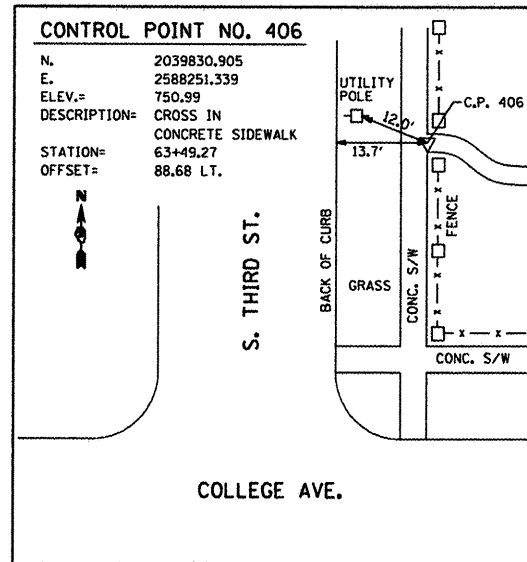 CONTROL POINT NO. 406
N. 2039830.905
E. 2588251.339
ELEV.= 750.99
DESCRIPTION= CROSS IN
CONCRETE SIDEWALK
STATION= 63+49.27
OFFSET= 88.68 LT.
N
UTILITY
POLE
C.P. 406
12.0'
13.7'
S. THIRD ST.
BACK OF CURB
GRASS
CONC. S/W
FENCE
CONC. S/W
COLLEGE AVE.